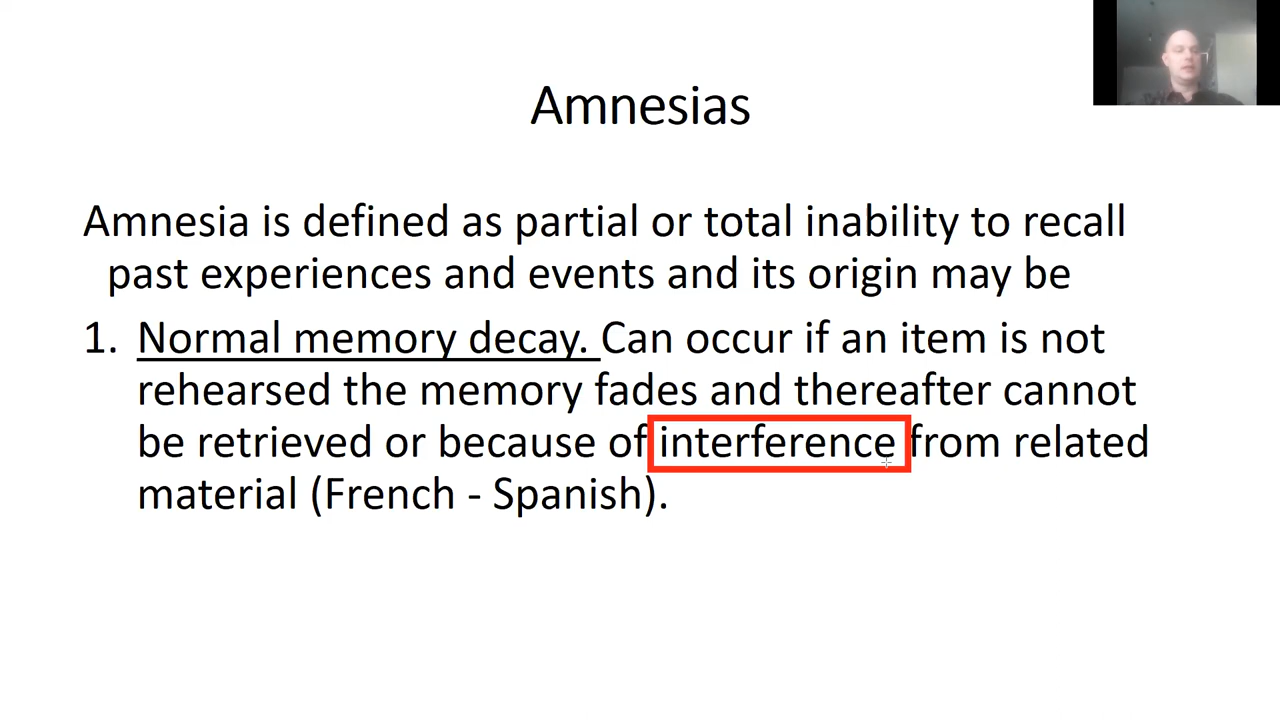 Amnesias
Amnesia is defined as partial or total inability to recall
past experiences and events and its origin may be
1. Normal memory decay. Can occur if an item is not
rehearsed the memory fades and thereafter cannot
be retrieved or because of interference from related
material (French - Spanish).